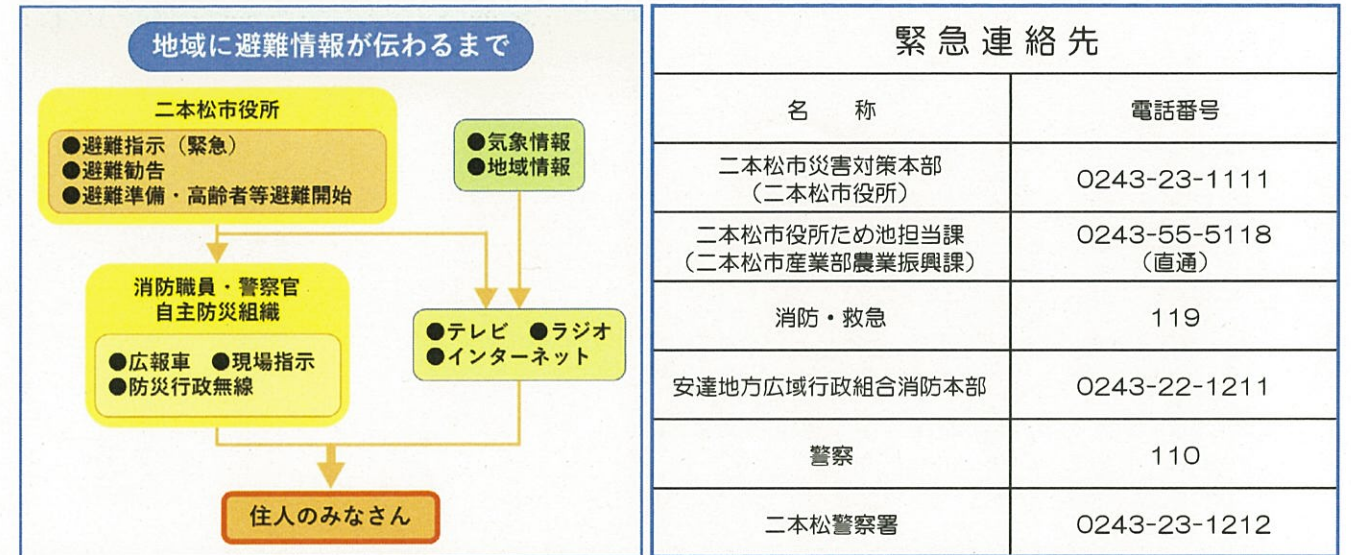 地域に避難情報が伝わるまで
二本松市役所
●避難指示（緊急）
●避難勧告
●避難準備・高齢者等避難開始
●気象情報
●地域情報
消防職員・警察官
自主防災組織
●広報車 ●現場指示
●防災行政無線
●テレビ ●ラジオ
●インターネット
住人のみなさん
緊急連絡先
名　称 電話番号
二本松市災害対策本部
（二本松市役所） 0243-23-1111
二本松市役所ため池担当課 0243-55-5118
（二本松市産業部農業振興課） （直通）
消防・救急 119
安達地方広域行政組合消防本部 0243-22-1211
警察 110
二本松警察署 0243-23-1212